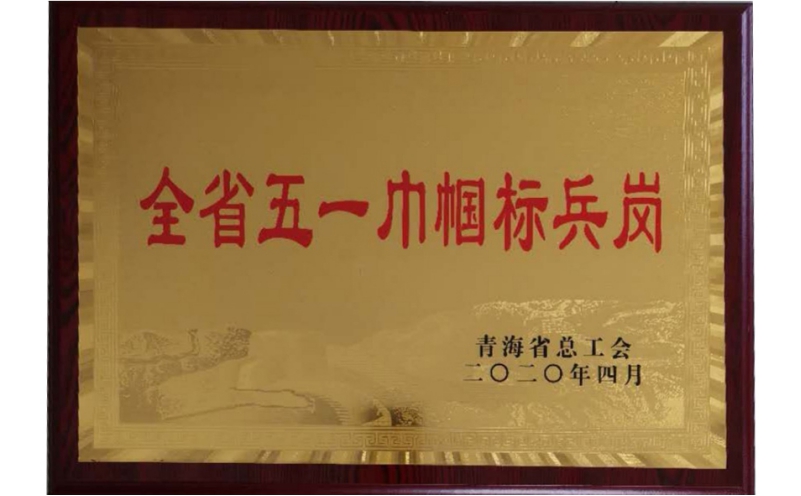 全省五一巾帼标兵岗
青海省总工会
二〇二〇年四月